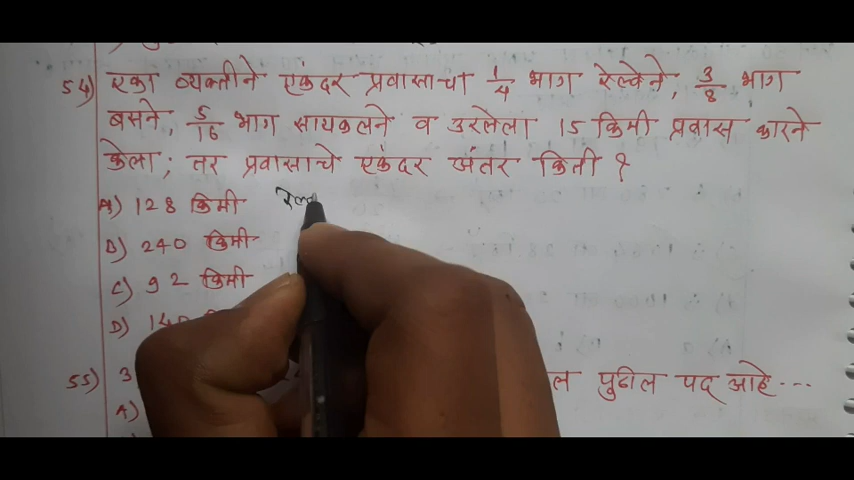 54) एका व्यक्तीने एकंदर प्रवासाचा 1/4 भाग रेल्वेने, 3/8 भाग
बसने, 5/16 भाग सायकलने व उरलेला 15 किमी प्रवास कारने
केला; तर प्रवासाचे एकंदर अंतर किती ?
A) 128 किमी
B) 240 किमी
C) 92 किमी
D)
55) 3 पुढील पद आहे ...
A)